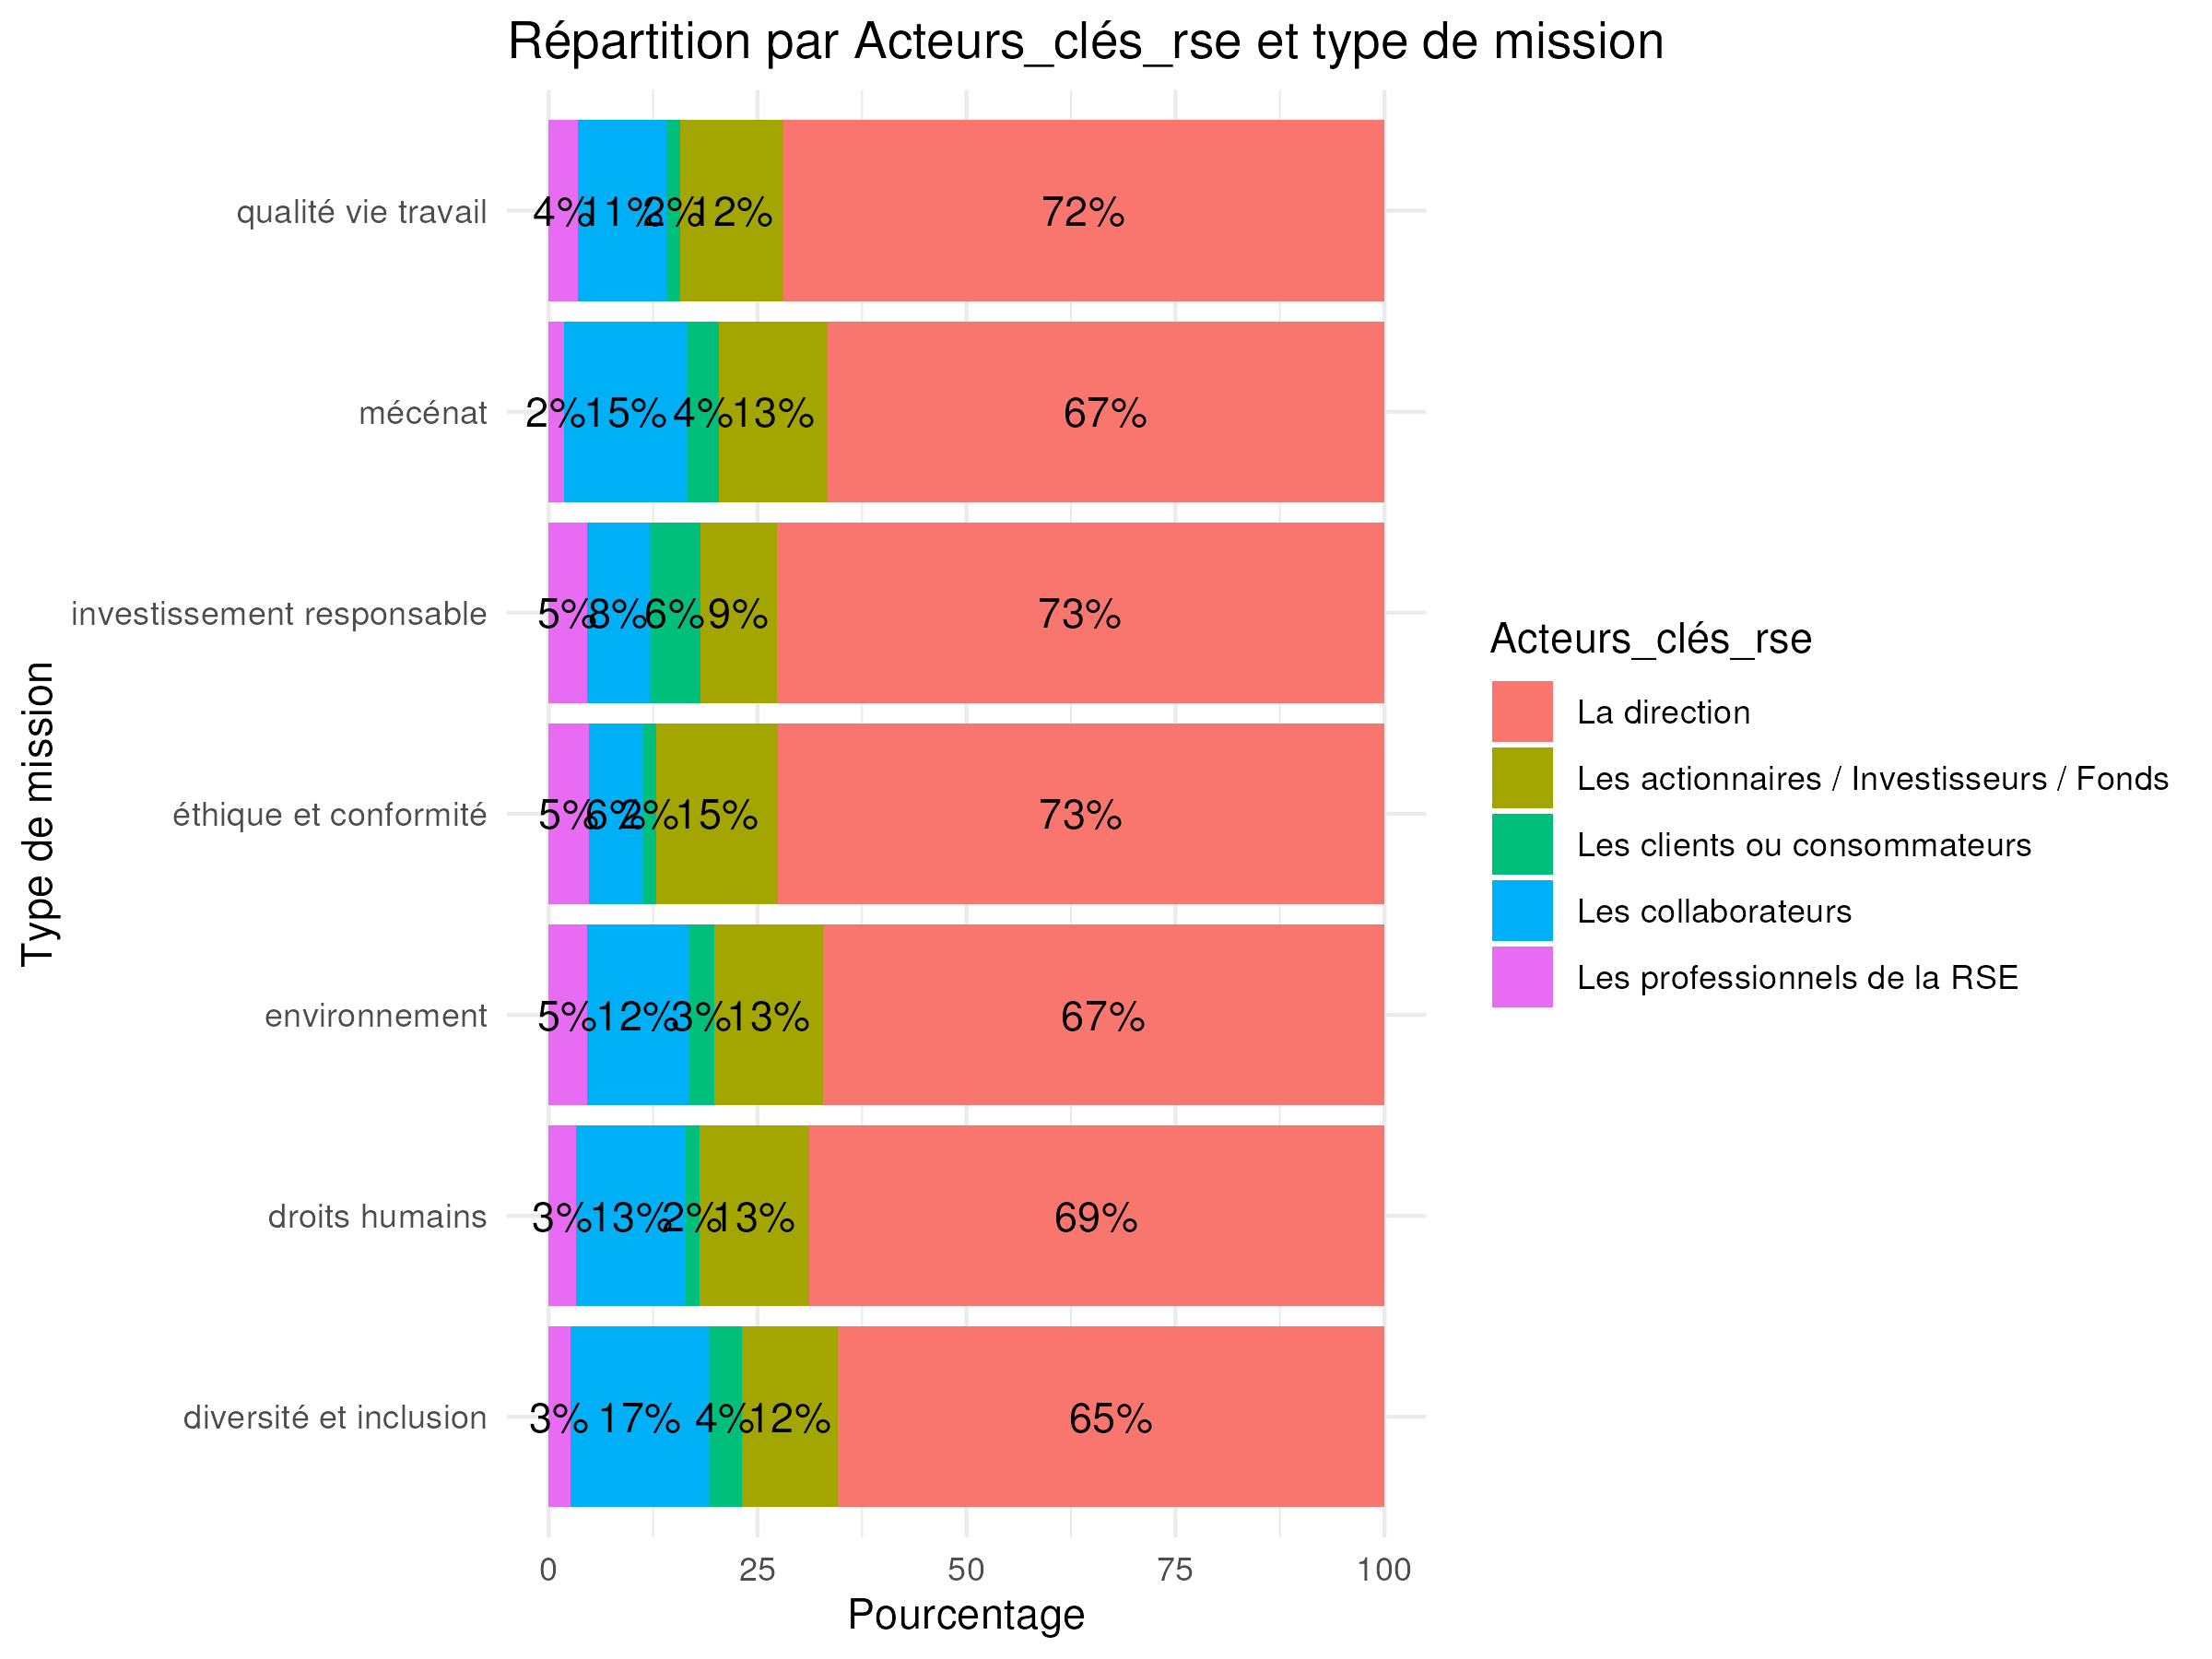 Répartition par Acteurs_clés_rse et type de mission
Type de mission
qualité vie travail
4% 11% 2% 12% 72%
mécénat
2% 15% 4% 13% 67%
investissement responsable
5% 8% 6% 9% 73%
éthique et conformité
5% 6% 2% 15% 73%
environnement
5% 12% 3% 13% 67%
droits humains
3% 13% 2% 13% 69%
diversité et inclusion
3% 17% 4% 12% 65%
0 25 50 75 100
Pourcentage
Acteurs_clés_rse
La direction
Les actionnaires / Investisseurs / Fonds
Les clients ou consommateurs
Les collaborateurs
Les professionnels de la RSE